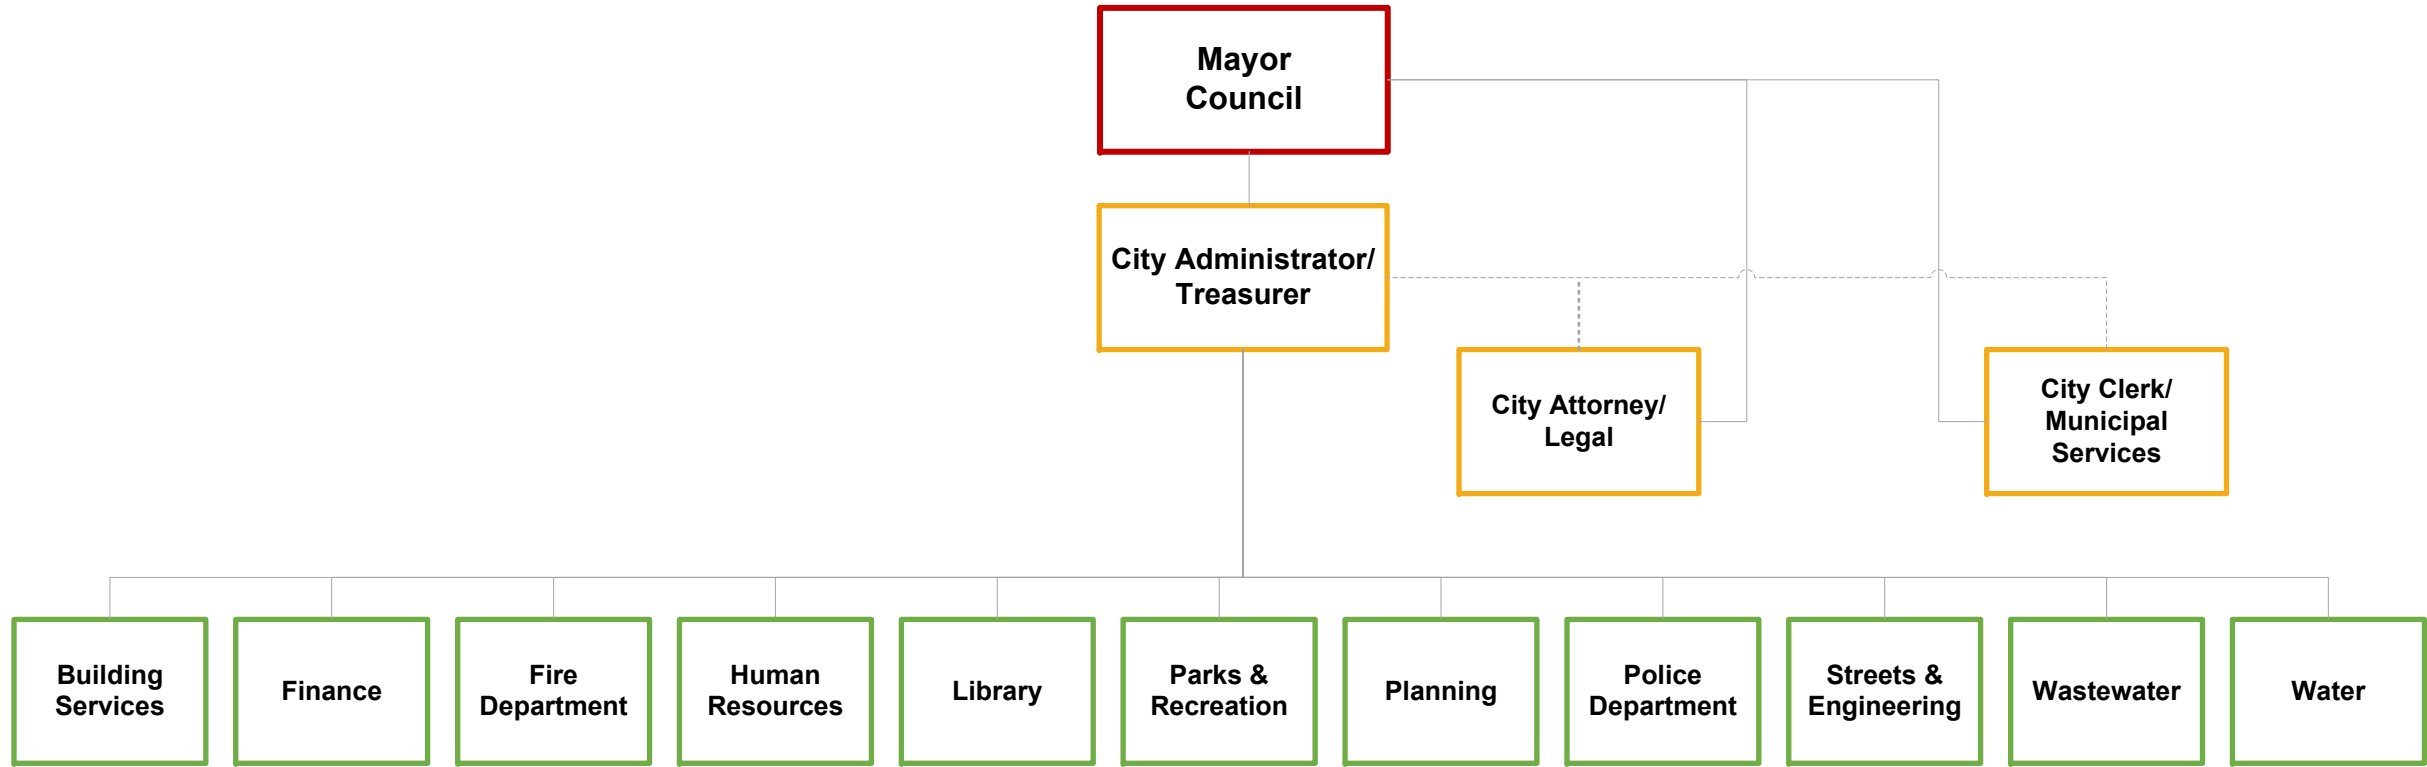 Mayor
Council
City Administrator/
Treasurer
City Attorney/
Legal
City Clerk/
Municipal
Services
Building
Services
Finance
Fire
Department
Human
Resources
Library
Parks &
Recreation
Planning
Police
Department
Streets &
Engineering
Wastewater
Water